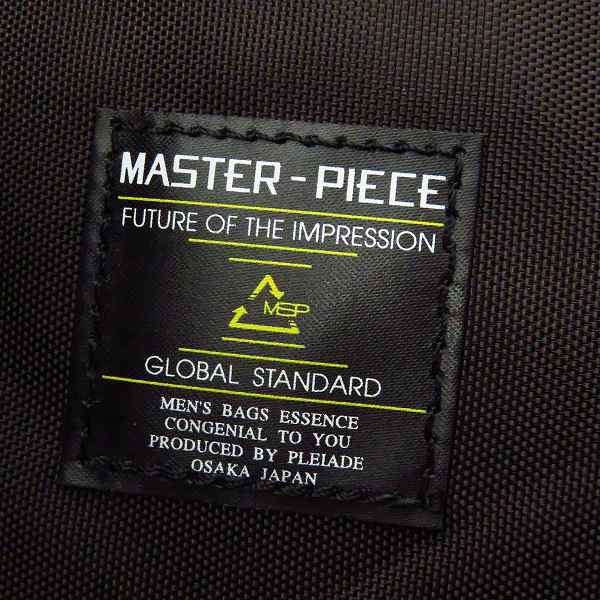 MASTER-PIECE
FUTURE OF THE IMPRESSION
MSP
GLOBAL STANDARD
MEN'S BAGS ESSENCE
CONGENIAL TO YOU
PRODUCED BY PLEIADE
OSAKA JAPAN